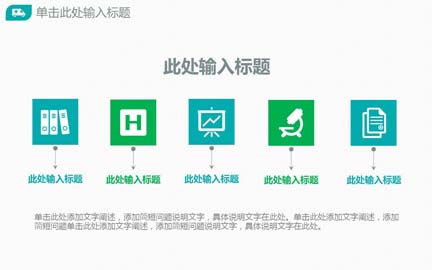 单击此处输入标题
此处输入标题
H
此处输入标题
此处输入标题
此处输入标题
此处输入标题
此处输入标题
单击此处添加文字阐述，添加简短问题说明文字，具体说明文字在此处。单击此处添加文字阐述，添加
简短问题单击此处添加文字阐述，添加简短问题说明文字，具体说明文字在此处。